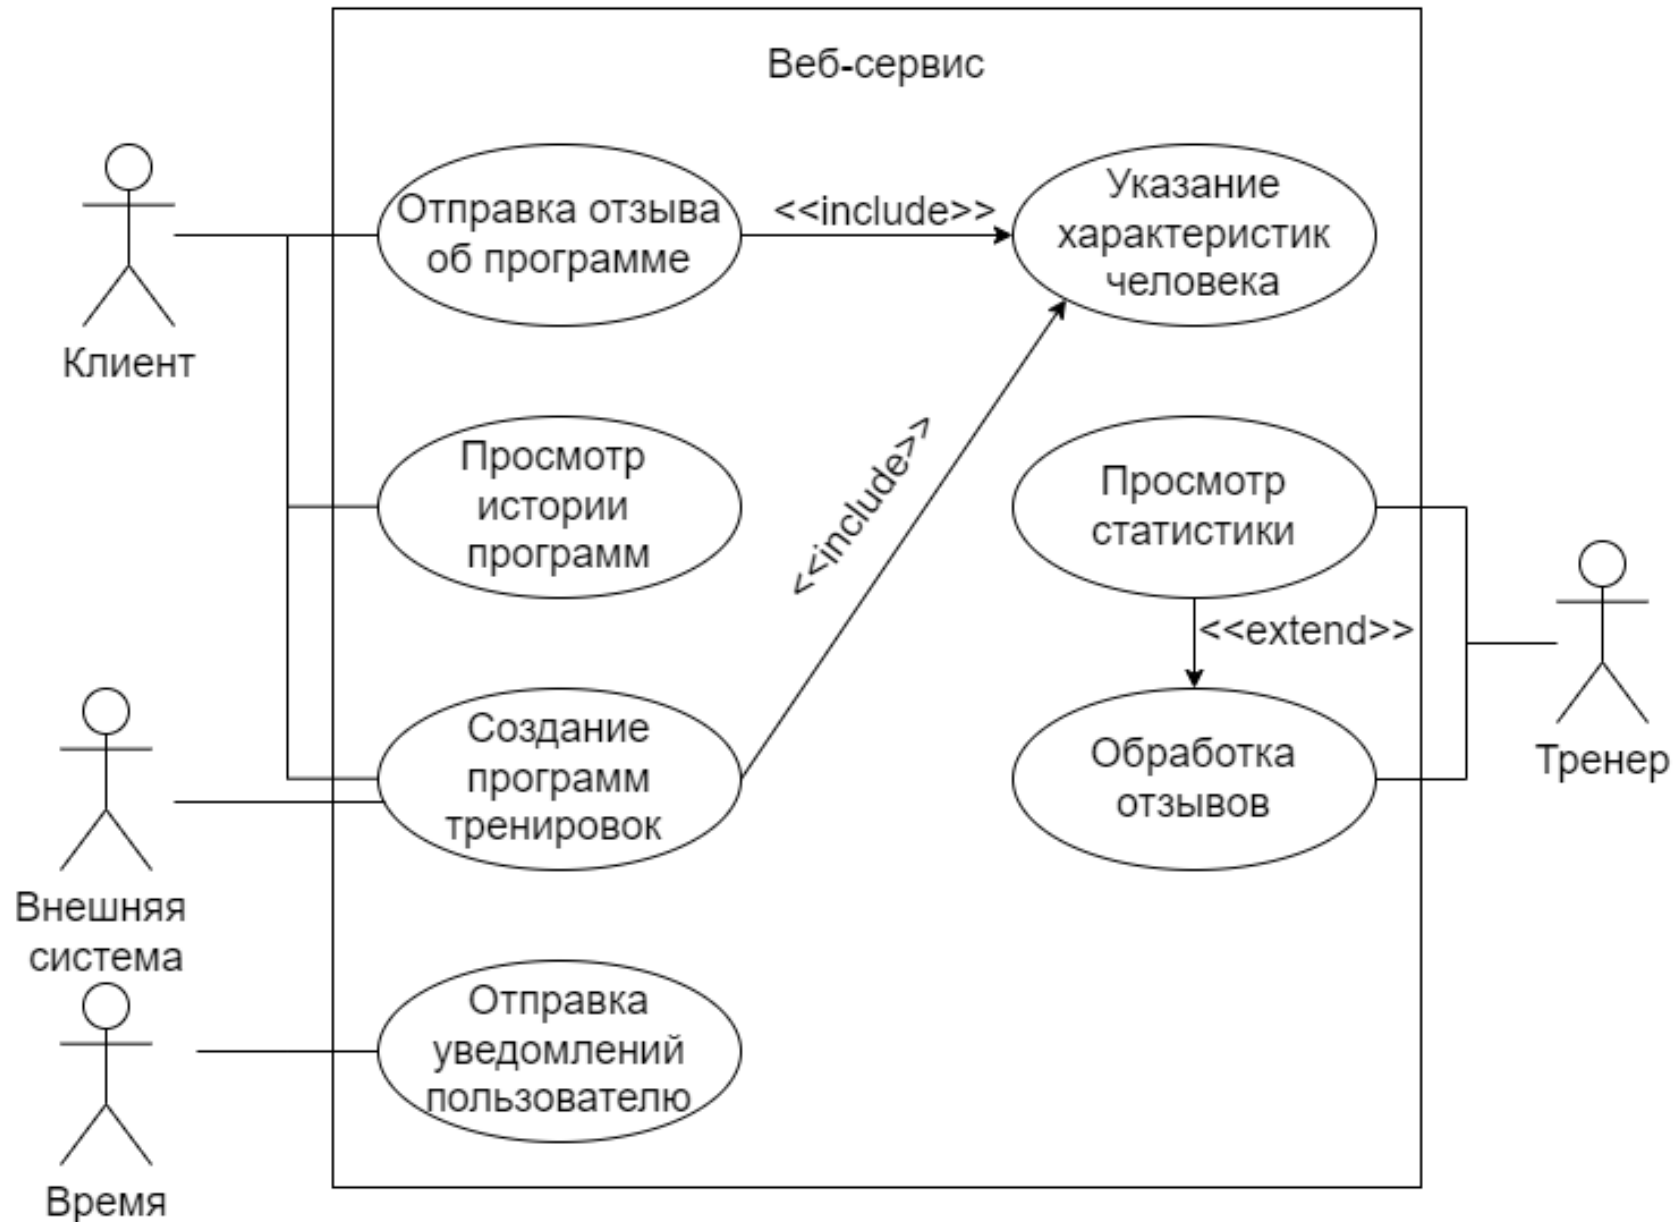 Веб-сервис
Клиент
Отправка отзыва
об программе
<<include>>
Указание
характеристик
человека
Просмотр
истории
программ
<<include>>
Просмотр
статистики
<<extend>>
Тренер
Внешняя
система
Создание
программ
тренировок
Обработка
отзывов
Время
Отправка
уведомлений
пользователю